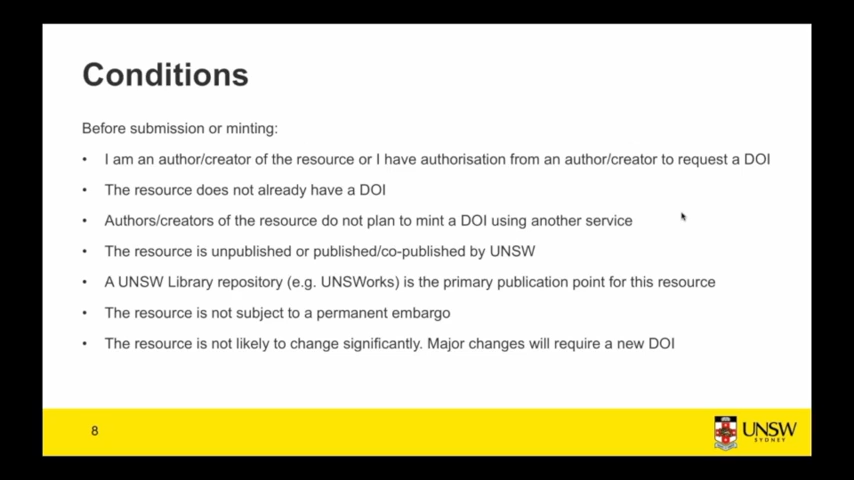 Conditions
Before submission or minting:
• I am an author/creator of the resource or I have authorisation from an author/creator to request a DOI
• The resource does not already have a DOI
• Authors/creators of the resource do not plan to mint a DOI using another service
• The resource is unpublished or published/co-published by UNSW
• A UNSW Library repository (e.g. UNSWorks) is the primary publication point for this resource
• The resource is not subject to a permanent embargo
• The resource is not likely to change significantly. Major changes will require a new DOI
8
UNSW
SYDNEY